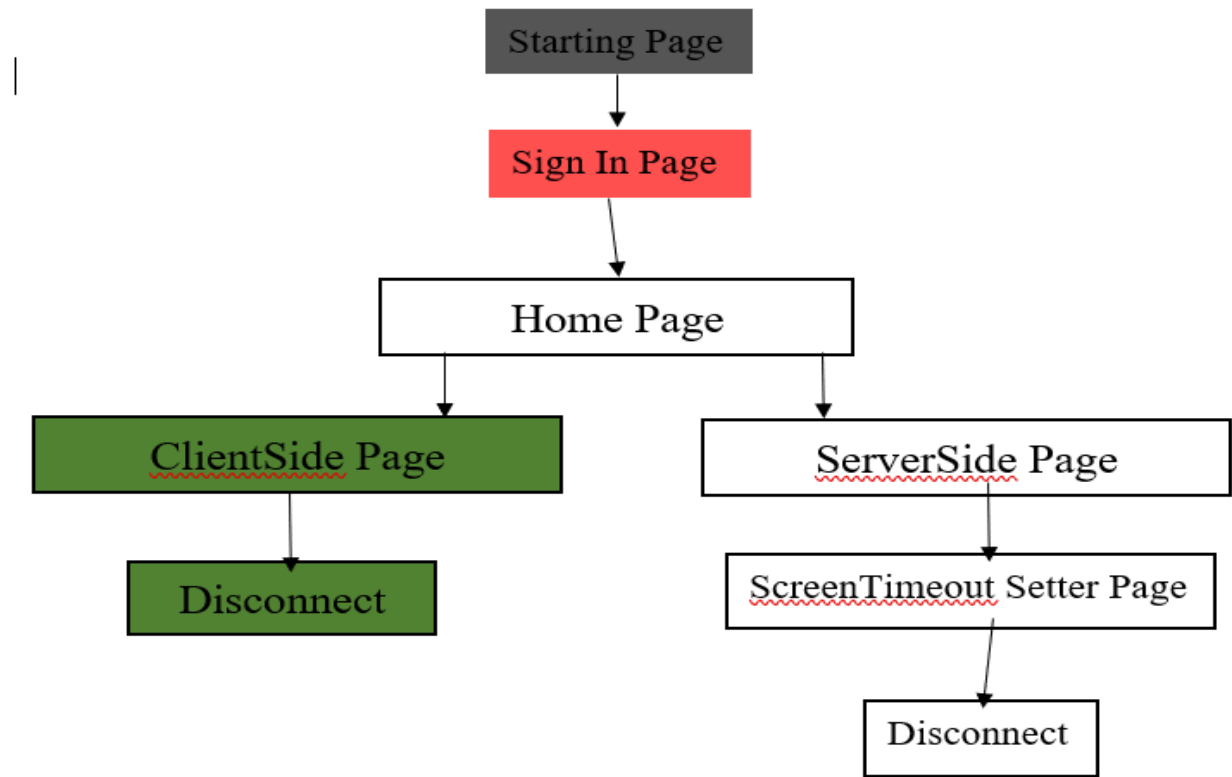 Starting Page
Sign In Page
Home Page
ClientSide Page
ServerSide Page
Disconnect
ScreenTimeout Setter Page
Disconnect